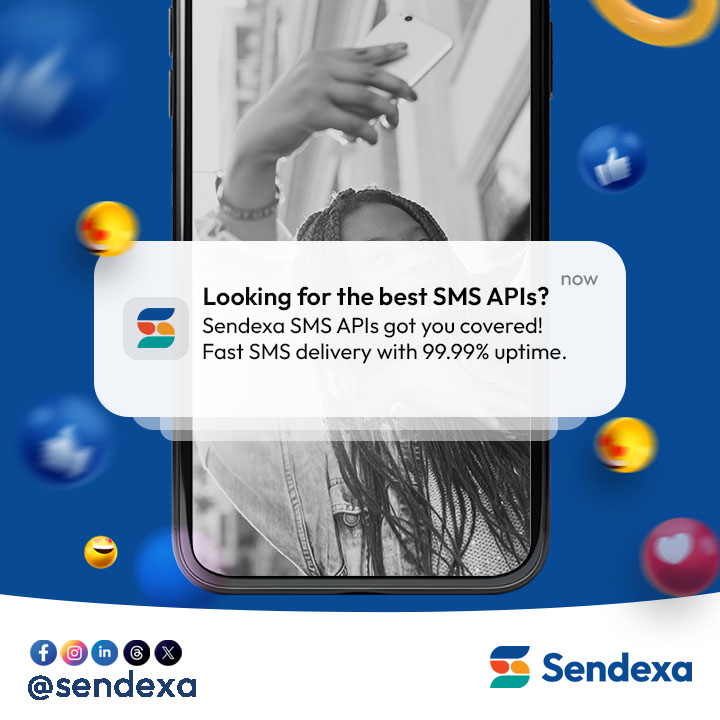 now
Looking for the best SMS APIs?
Sendexa SMS APIs got you covered!
Fast SMS delivery with 99.99% uptime.
@sendexa
Sendexa